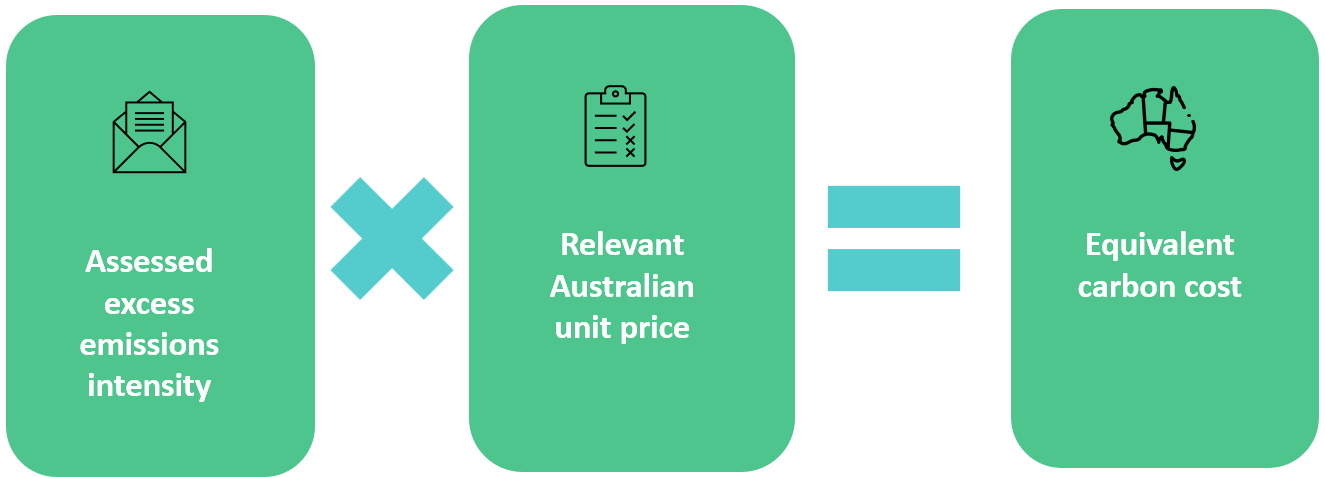 Assessed
excess
emissions
intensity
Relevant
Australian
unit price
Equivalent
carbon cost